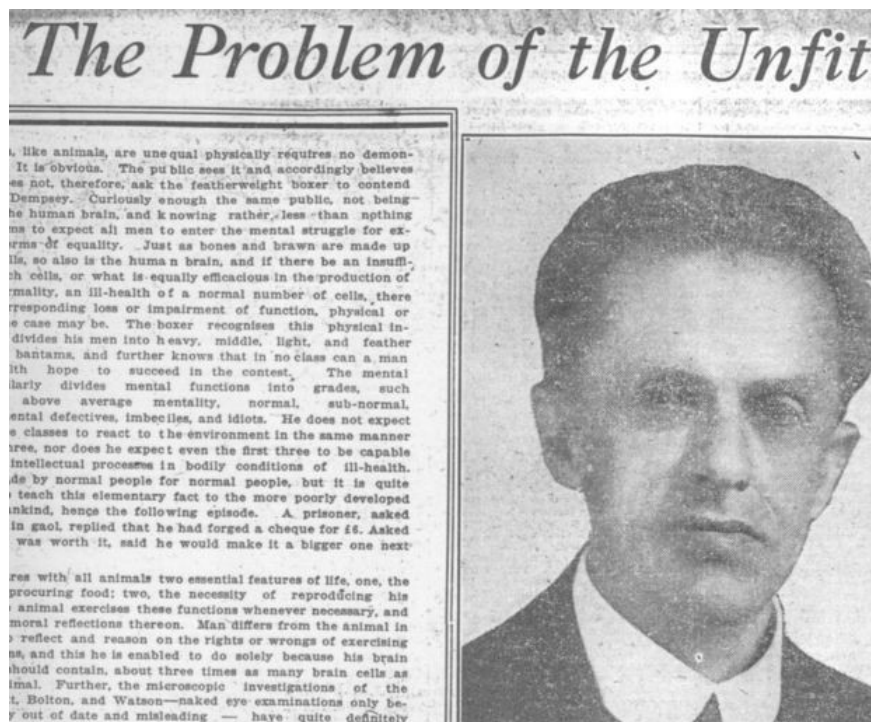 The Problem of the Unfit
, like animals, are unequal physically requires no demon-
It is obvious. The public sees it and accordingly believes
es not, therefore, ask the featherweight boxer to contend
Dempsey. Curiously enough the same public, not being
he human brain, and knowing rather, less than nothing
ms to expect all men to enter the mental struggle for ex-
orms of equality. Just as bones and brawn are made up
lls, so also is the human brain, and if there be an insuffi-
ch cells, or what is equally efficacious in the production of
rmality, an ill-health of a normal number of cells, there
rresponding loss or impairment of function, physical or
e case may be. The boxer recognises this physical in-
divides his men into heavy, middle, light, and feather
bantams, and further knows that in no class can a man
ith hope to succeed in the contest. The mental
larly divides mental functions into grades, such
above average mentality, normal, sub-normal,
ental defectives, imbeciles, and idiots. He does not expect
e classes to react to the environment in the same manner
hree, nor does he expect even the first three to be capable
intellectual processes in bodily conditions of ill-health.
de by normal people for normal people, but it is quite
o teach this elementary fact to the more poorly developed
ankind, hence the following episode. A prisoner, asked
in gaol, replied that he had forged a cheque for £6. Asked
was worth it, said he would make it a bigger one next
res with all animals two essential features of life, one, the
procuring food; two, the necessity of reproducing his
animal exercises these functions whenever necessary, and
moral reflections thereon. Man differs from the animal in
o reflect and reason on the rights or wrongs of exercising
ns, and this he is enabled to do solely because his brain
should contain, about three times as many brain cells as
imal. Further, the microscopic investigations of the
tt, Bolton, and Watson—naked eye examinations only be-
y out of date and misleading — have quite definitely